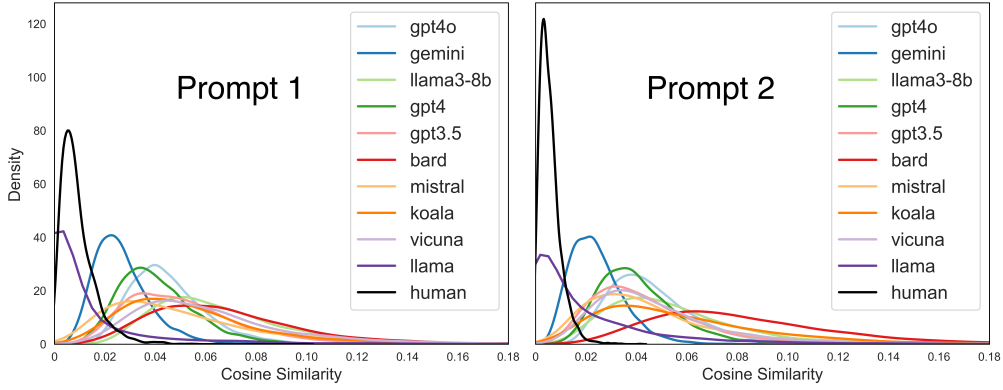 Prompt 1
Density
120
100
80
60
40
20
0
0
0.02
0.04
0.06
0.08
0.10
0.12
0.14
0.16
0.18
Cosine Similarity
gpt4o
gemini
llama3-8b
gpt4
gpt3.5
bard
mistral
koala
vicuna
llama
human
Prompt 2
0
0.02
0.04
0.06
0.08
0.10
0.12
0.14
0.16
0.18
Cosine Similarity
gpt4o
gemini
llama3-8b
gpt4
gpt3.5
bard
mistral
koala
vicuna
llama
human